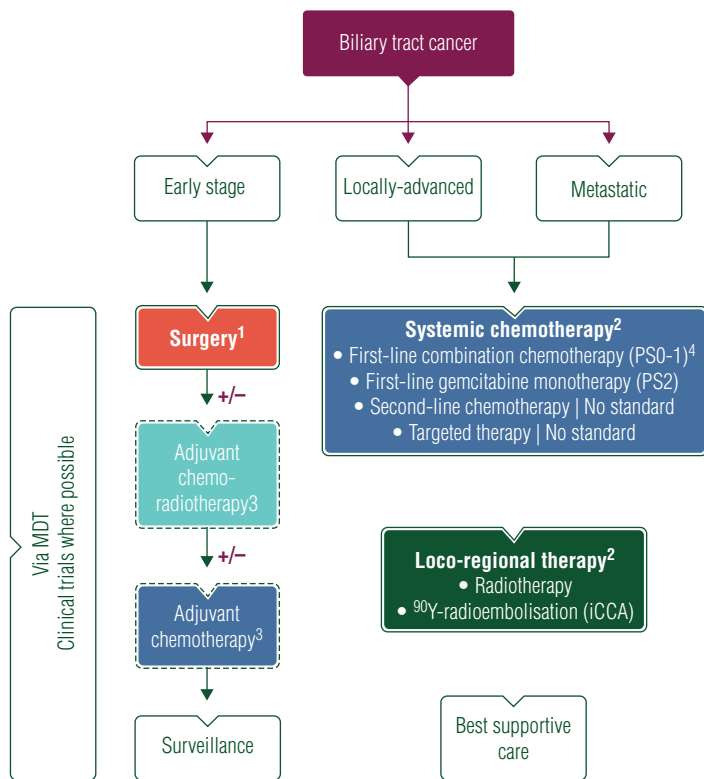 Biliary tract cancer
Early stage
Locally-advanced
Metastatic
Via MDT
Clinical trials where possible
Surgery¹
+/−
Adjuvant
chemo-
radiotherapy3
+/−
Adjuvant
chemotherapy³
Surveillance
Systemic chemotherapy²
• First-line combination chemotherapy (PS0-1)⁴
• First-line gemcitabine monotherapy (PS2)
• Second-line chemotherapy | No standard
• Targeted therapy | No standard
Loco-regional therapy²
• Radiotherapy
• ⁹⁰Y-radioembolisation (iCCA)
Best supportive
care